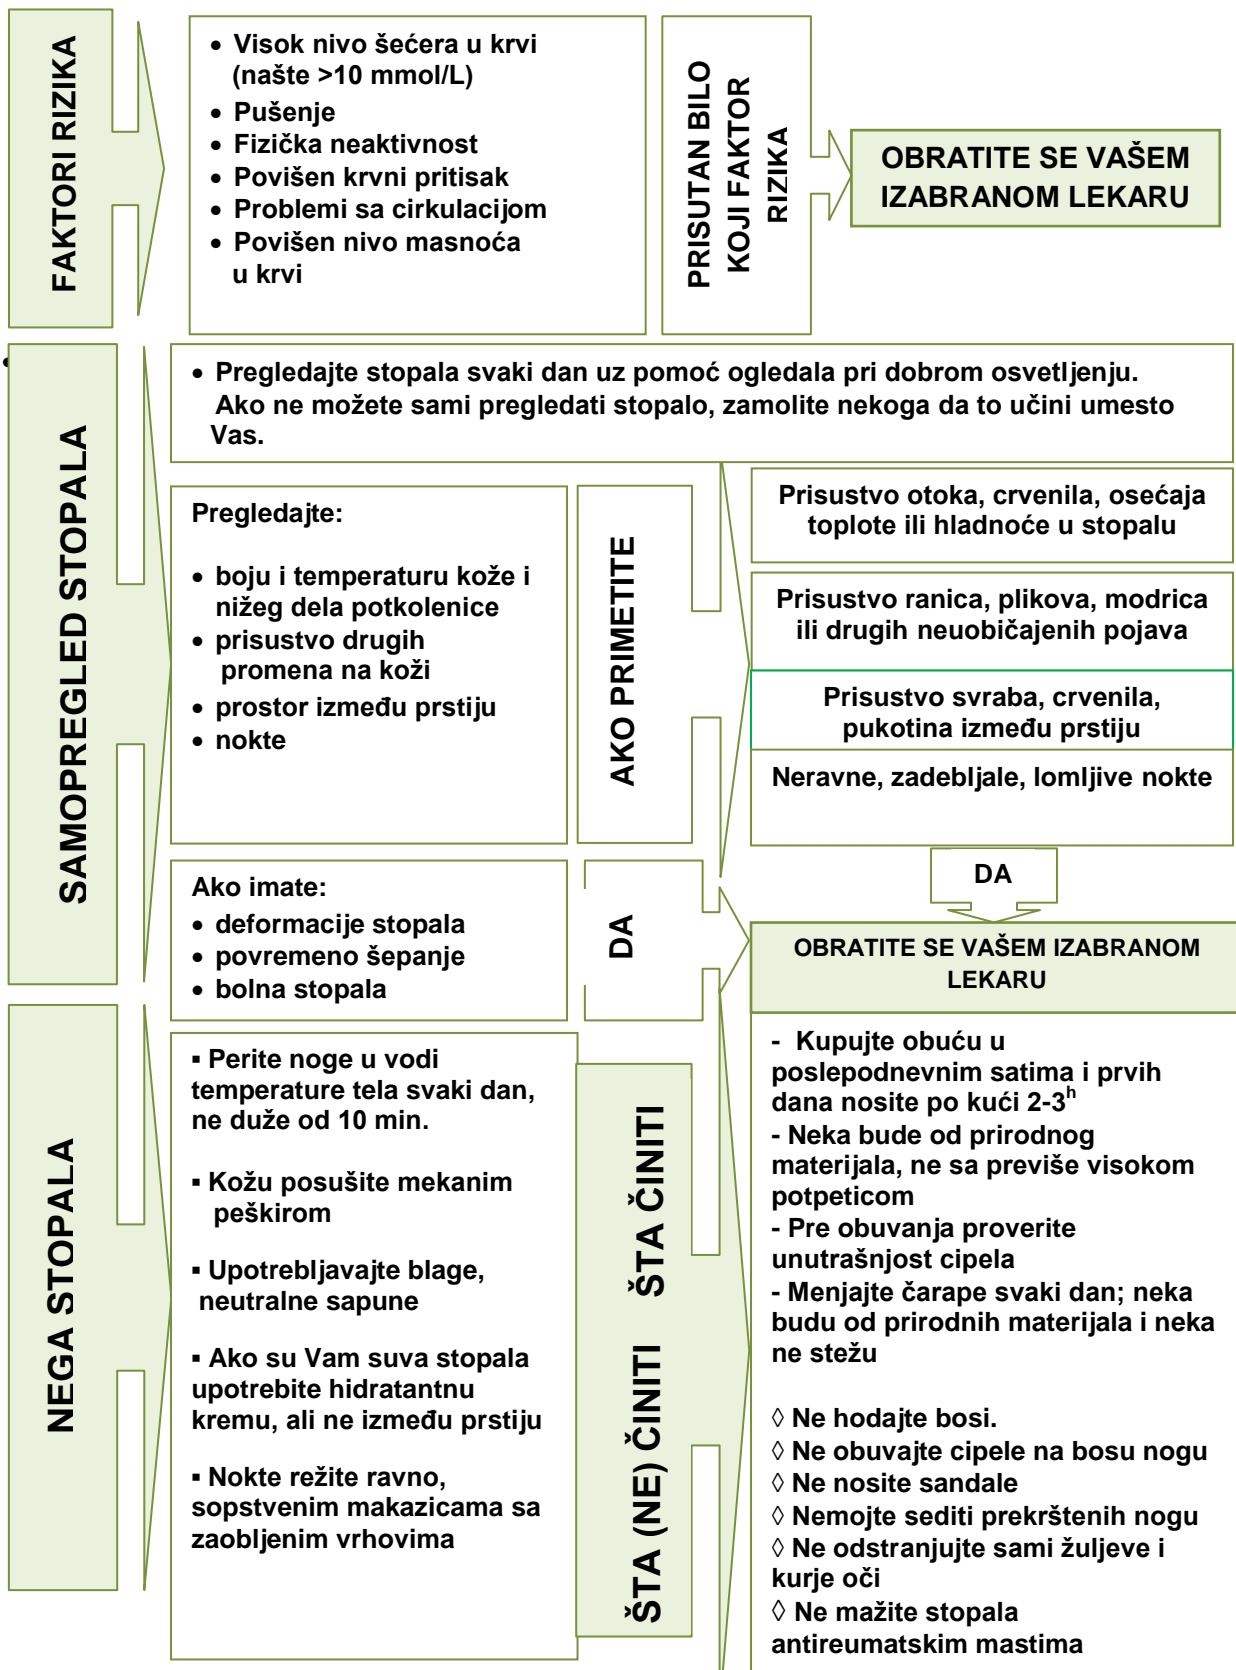 FAKTORI RIZIKA
• Visok nivo šećera u krvi
(našte >10 mmol/L)
• Pušenje
• Fizička neaktivnost
• Povišen krvni pritisak
• Problemi sa cirkulacijom
• Povišen nivo masnoća
u krvi
PRISUTAN BILO
KOJI FAKTOR
RIZIKA
OBRATITE SE VAŠEM
IZABRANOM LEKARU
•
SAMOPREGLED STOPALA
• Pregledajte stopala svaki dan uz pomoć ogledala pri dobrom osvetljenju.
Ako ne možete sami pregledati stopalo, zamolite nekoga da to učini umesto
Vas.
Pregledajte:
• boju i temperaturu kože i
nižeg dela potkolenice
• prisustvo drugih
promena na koži
• prostor između prstiju
• nokte
AKO PRIMETITE
Prisustvo otoka, crvenila, osećaja
toplote ili hladnoće u stopalu
Prisustvo ranica, plikova, modrica
ili drugih neuobičajenih pojava
Prisustvo svraba, crvenila,
pukotina između prstiju
Neravne, zadebljale, lomljive nokte
DA
Ako imate:
• deformacije stopala
• povremeno šepanje
• bolna stopala
DA
OBRATITE SE VAŠEM IZABRANOM
LEKARU
NEGA STOPALA
▪ Perite noge u vodi
temperature tela svaki dan,
ne duže od 10 min.
▪ Kožu posušite mekanim
peškirom
▪ Upotrebljavajte blage,
neutralne sapune
▪ Ako su Vam suva stopala
upotrebite hidratantnu
kremu, ali ne između prstiju
▪ Nokte režite ravno,
sopstvenim makazicama sa
zaobljenim vrhovima
ŠTA (NE) ČINITI ŠTA ČINITI
- Kupujte obuću u
poslepodnevnim satima i prvih
dana nosite po kući 2-3ʰ
- Neka bude od prirodnog
materijala, ne sa previše visokom
potpeticom
- Pre obuvanja proverite
unutrašnjost cipela
- Menjajte čarape svaki dan; neka
budu od prirodnih materijala i neka
ne stežu
◊ Ne hodajte bosi.
◊ Ne obuvajte cipele na bosu nogu
◊ Ne nosite sandale
◊ Nemojte sediti prekrštenih nogu
◊ Ne odstranjujte sami žuljeve i
kurje oči
◊ Ne mažite stopala
antireumatskim mastima